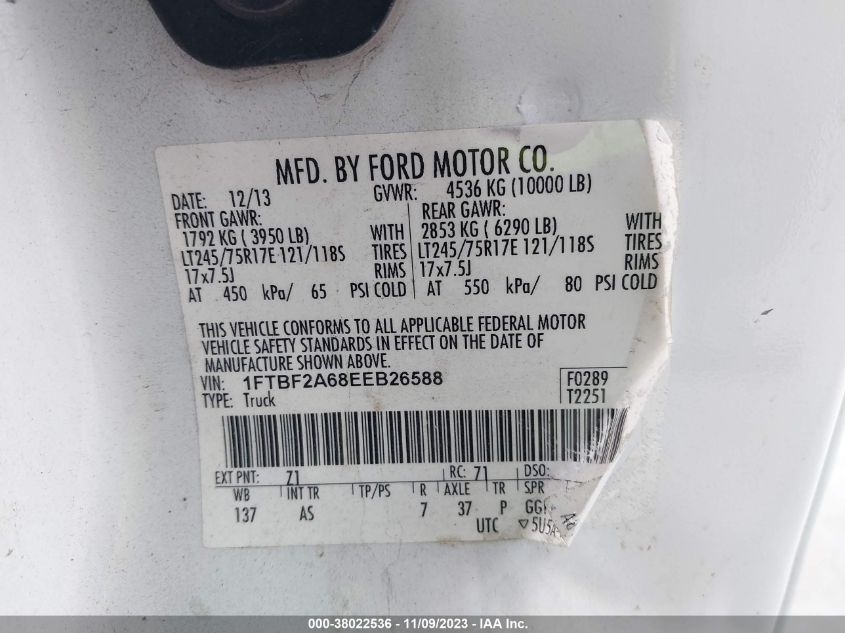 MFD. BY FORD MOTOR CO.
DATE: 12/13 GVWR: 4536 KG (10000 LB)
FRONT GAWR: REAR GAWR:
1792 KG ( 3950 LB) WITH 2853 KG ( 6290 LB) WITH
LT245/75R17E 121/118S TIRES LT245/75R17E 121/118S TIRES
17x7.5J RIMS 17x7.5J RIMS
AT 450 kPa/ 65 PSI COLD AT 550 kPa/ 80 PSI COLD
THIS VEHICLE CONFORMS TO ALL APPLICABLE FEDERAL MOTOR
VEHICLE SAFETY STANDARDS IN EFFECT ON THE DATE OF
MANUFACTURE SHOWN ABOVE.
VIN: 1FTBF2A68EEB26588 F0289
TYPE: Truck T2251
EXT PNT: Z1 RC: 71 DSO:
WB INT TR TP/PS R AXLE TR SPR
137 AS 7 37 P
UTC ▽5U5A
000-38022536 - 11/09/2023 - IAA Inc.